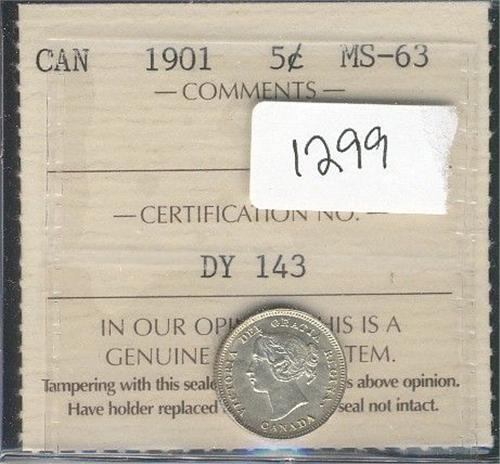 CAN 1901 5¢ MS-63
— COMMENTS —
1299
— CERTIFICATION NO. —
DY 143
IN OUR OPI HIS IS A
GENUINE TEM.
Tampering with this seale s above opinion.
Have holder replaced seal not intact.
VICTORIA DEI GRATIA REGINA.
CANADA